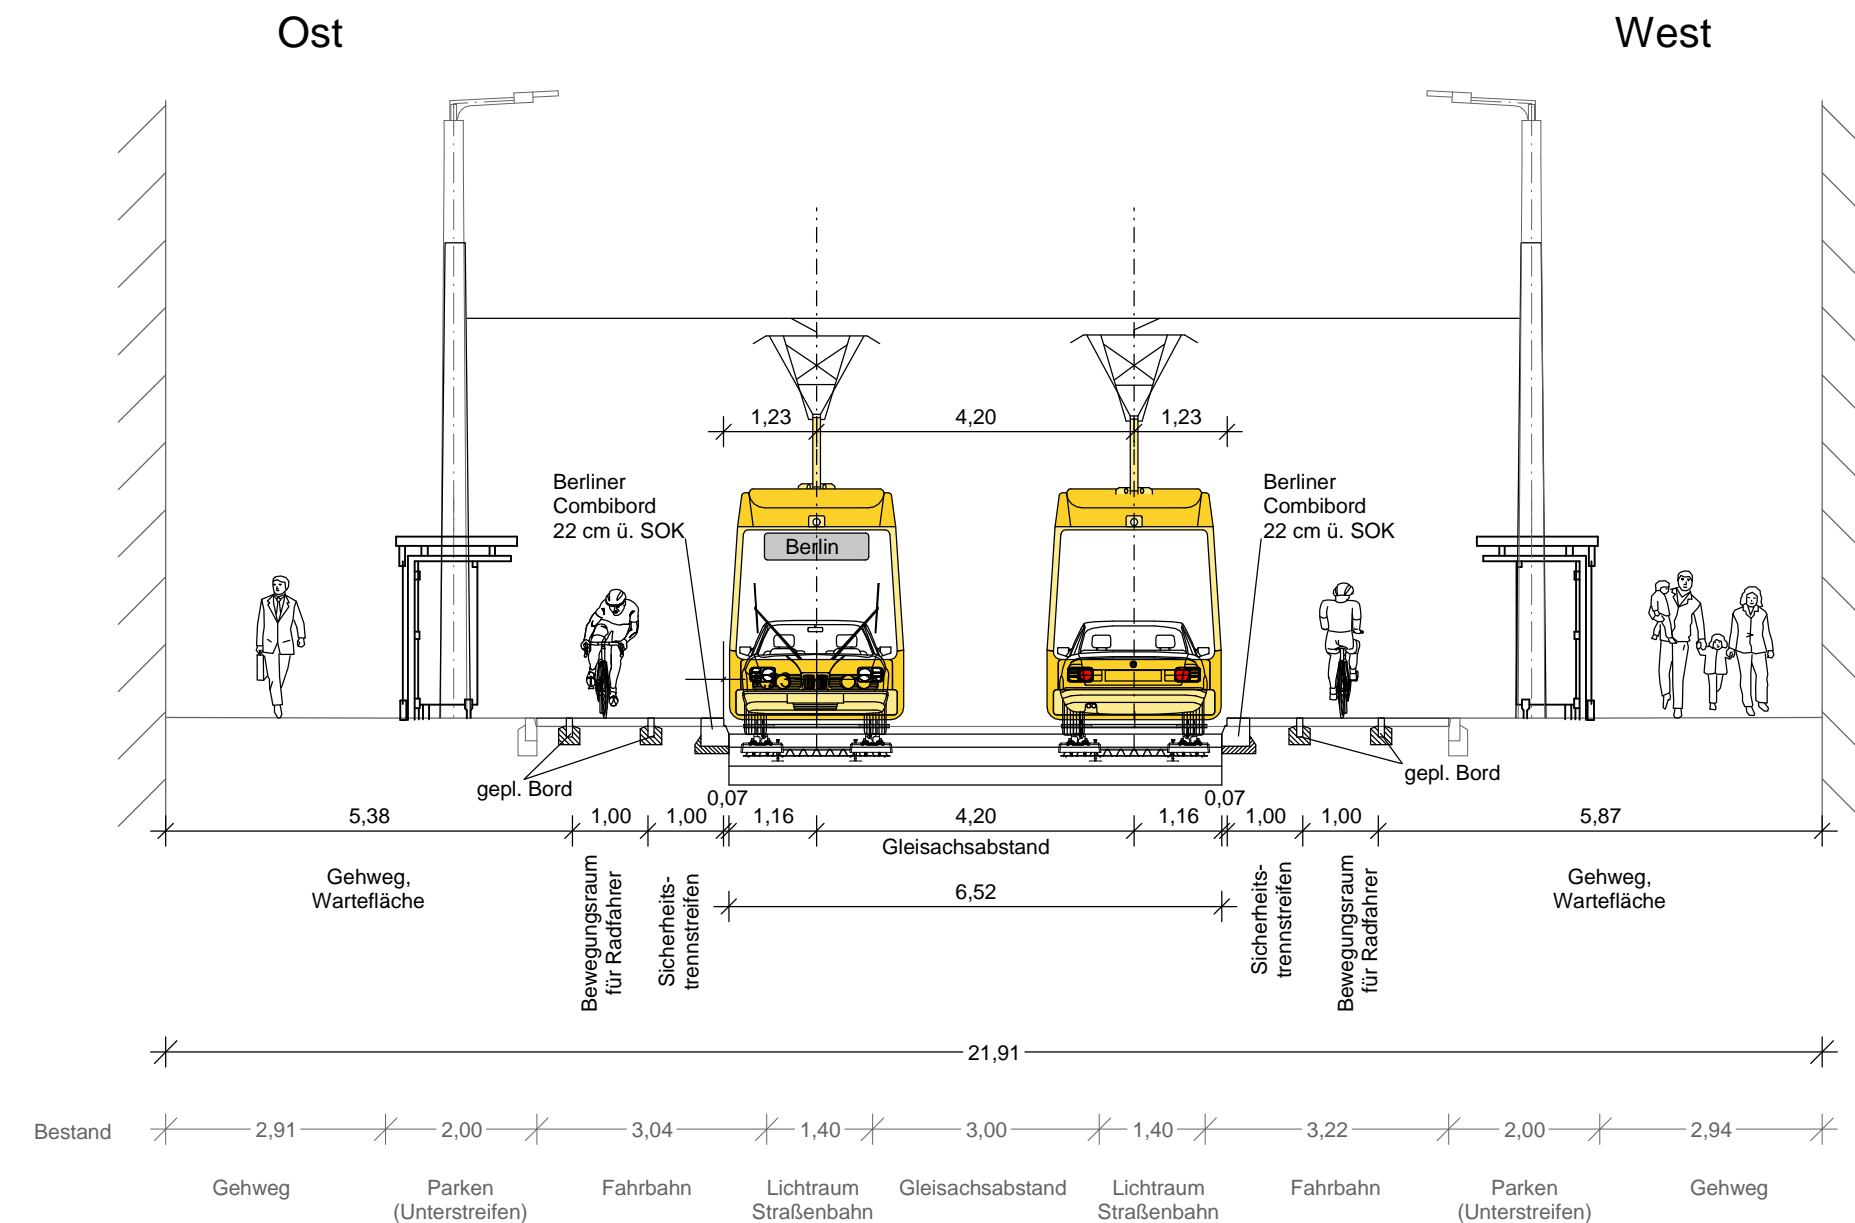 Ost
West
1,23
4,20
1,23
Berliner
Combibord
22 cm ü. SOK
Berliner
Combibord
22 cm ü. SOK
Berlin
gepl. Bord
gepl. Bord
0,07
0,07
5,38
1,00
1,00
1,16
4,20
1,16
1,00
1,00
5,87
Gleisachsabstand
Gehweg,
Wartefläche
Bewegungsraum
für Radfahrer
Sicherheits-
trennstreifen
6,52
Sicherheits-
trennstreifen
Bewegungsraum
für Radfahrer
Gehweg,
Wartefläche
21,91
Bestand
2,91
2,00
3,04
1,40
3,00
1,40
3,22
2,00
2,94
Gehweg
Parken
(Unterstreifen)
Fahrbahn
Lichtraum
Straßenbahn
Gleisachsabstand
Lichtraum
Straßenbahn
Fahrbahn
Parken
(Unterstreifen)
Gehweg